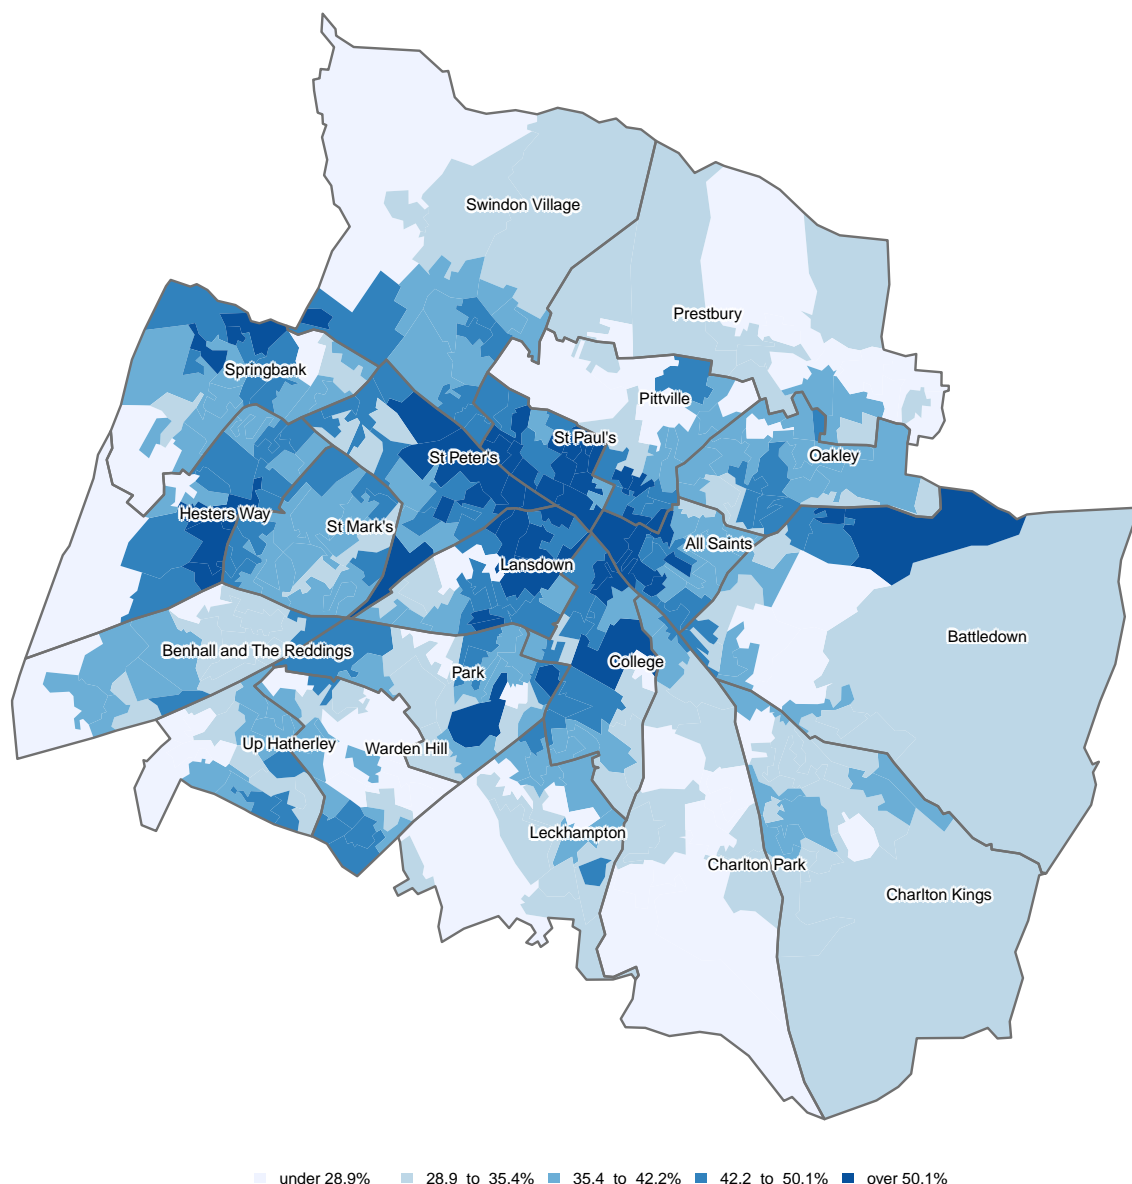 Swindon Village
Prestbury
Springbank
Pittville
St Paul's
St Peter's
Oakley
Hesters Way
St Mark's
All Saints
Lansdown
Battledown
Benhall and The Reddings
College
Park
Up Hatherley
Warden Hill
Leckhampton
Charlton Park
Charlton Kings
under 28.9% 28.9 to 35.4% 35.4 to 42.2% 42.2 to 50.1% over 50.1%